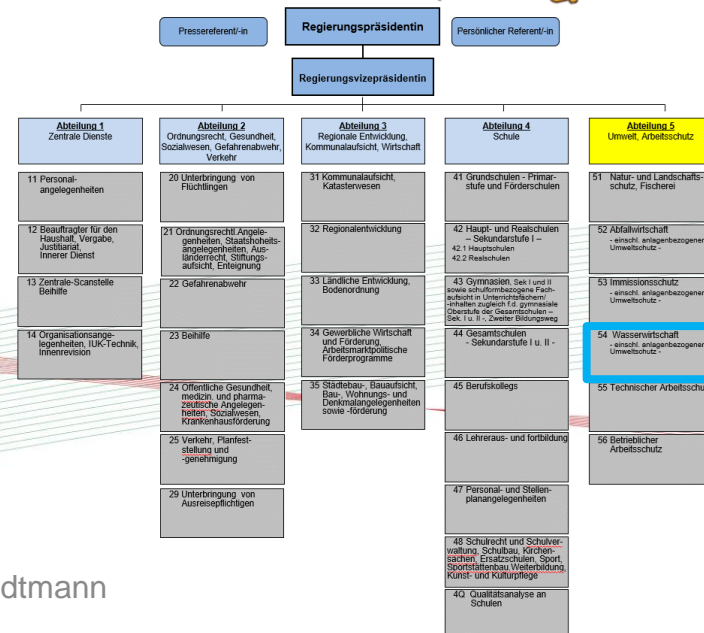 Pressereferent/-in
Regierungspräsidentin
Persönlicher Referent/-in
Regierungsvizepräsidentin
Abteilung 1
Zentrale Dienste
11 Personal-
angelegenheiten
12 Beauftragter für den
Haushalt, Vergabe,
Justitiariat,
Innerer Dienst
13 Zentrale-Scanstelle
Beihilfe
14 Organisationsange-
legenheiten, IUK-Technik,
Innenrevision
Abteilung 2
Ordnungsrecht, Gesundheit,
Sozialwesen, Gefahrenabwehr,
Verkehr
20 Unterbringung von
Flüchtlingen
21 Ordnungsrechtl.Angele-
genheiten, Staatshoheits-
angelegenheiten, Aus-
länderrecht, Stiftungs-
aufsicht, Enteignung
22 Gefahrenabwehr
23 Beihilfe
24 Öffentliche Gesundheit,
medizin. und pharma-
zeutische Angelegen-
heiten, Sozialwesen,
Krankenhausförderung
25 Verkehr, Planfest-
stellung und
-genehmigung
29 Unterbringung von
Ausreisepflichtigen
Abteilung 3
Regionale Entwicklung,
Kommunalaufsicht, Wirtschaft
31 Kommunalaufsicht,
Katasterwesen
32 Regionalentwicklung
33 Ländliche Entwicklung,
Bodenordnung
34 Gewerbliche Wirtschaft
und Förderung,
Arbeitsmarktpolitische
Förderprogramme
35 Städtebau-, Bauaufsicht,
Bau-, Wohnungs- und
Denkmalangelegenheiten
sowie -förderung
Abteilung 4
Schule
41 Grundschulen - Primar-
stufe und Förderschulen
42 Haupt- und Realschulen
– Sekundarstufe I –
42.1 Hauptschulen
42.2 Realschulen
43 Gymnasien, Sek I und II
sowie schulformbezogene Fach-
aufsicht in Unterrichtsfächern/
-inhalten zugleich f.d. gymnasiale
Oberstufe der Gesamtschule –
Sek. I u. II -, Zweiter Bildungsweg
44 Gesamtschulen
- Sekundarstufe I u. II -
45 Berufskollegs
46 Lehreraus- und fortbildung
47 Personal- und Stellen-
planangelegenheiten
48 Schulrecht und Schulver-
waltung, Schulbau, Kirchen-
sachen, Ersatzschulen, Sport,
Sportstättenbau,Weiterbildung,
Kunst- und Kulturpflege
4Q Qualitätsanalyse an
Schulen
Abteilung 5
Umwelt, Arbeitsschutz
51 Natur- und Landschafts-
schutz, Fischerei
52 Abfallwirtschaft
- einschl. anlagenbezogener
Umweltschutz -
53 Immissionsschutz
- einschl. anlagenbezogener
Umweltschutz -
54 Wasserwirtschaft
- einschl. anlagenbezogener
Umweltschutz -
55 Technischer Arbeitsschu
56 Betrieblicher
Arbeitsschutz
dtmann